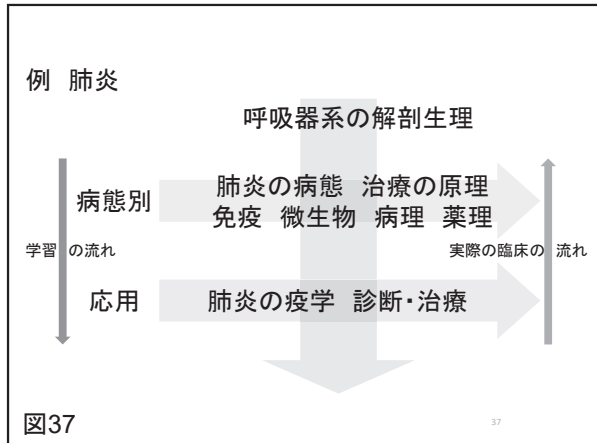 例 肺炎
呼吸器系の解剖生理
病態別
肺炎の病態 治療の原理
免疫 微生物 病理 薬理
学習 の流れ
実際の臨床の 流れ
応用
肺炎の疫学 診断・治療
図37
37